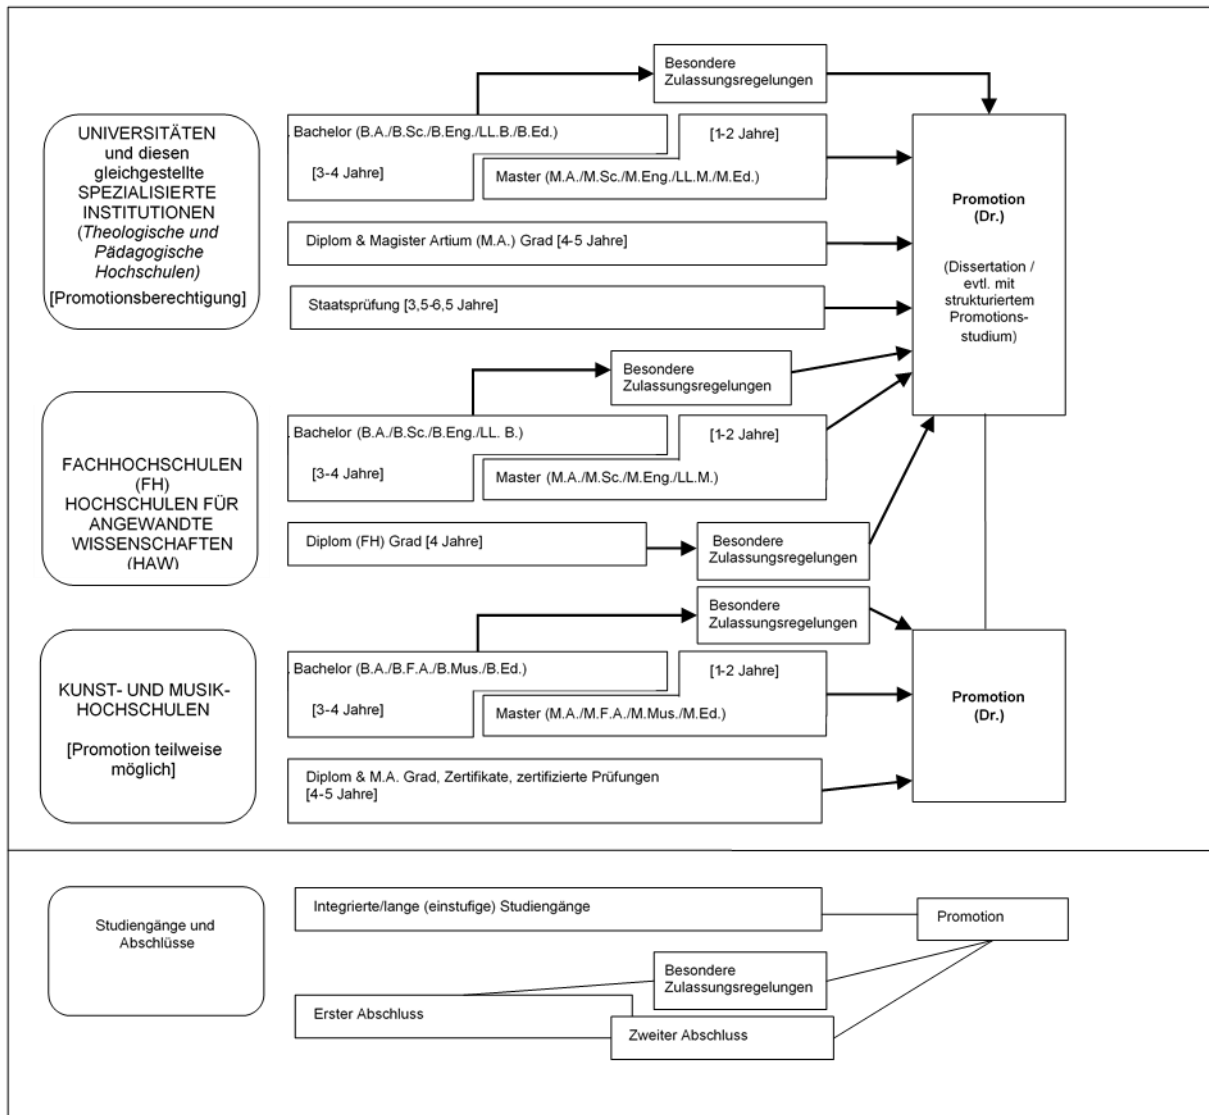 Besondere
Zulassungsregelungen
UNIVERSITÄTEN
und diesen
gleichgestellte
SPEZIALISIERTE
INSTITUTIONEN
(Theologische und
Pädagogische
Hochschulen)
[Promotionsberechtigung]
Bachelor (B.A./B.Sc./B.Eng./LL.B./B.Ed.)
[3-4 Jahre]
[1-2 Jahre]
Master (M.A./M.Sc./M.Eng./LL.M./M.Ed.)
Diplom & Magister Artium (M.A.) Grad [4-5 Jahre]
Staatsprüfung [3,5-6,5 Jahre]
Promotion
(Dr.)
(Dissertation /
evtl. mit
strukturiertem
Promotions-
studium)
Besondere
Zulassungsregelungen
FACHHOCHSCHULEN
(FH)
HOCHSCHULEN FÜR
ANGEWANDTE
WISSENSCHAFTEN
(HAW)
Bachelor (B.A./B.Sc./B.Eng./LL. B.)
[3-4 Jahre]
[1-2 Jahre]
Master (M.A./M.Sc./M.Eng./LL.M.)
Diplom (FH) Grad [4 Jahre]
Besondere
Zulassungsregelungen
Besondere
Zulassungsregelungen
KUNST- UND MUSIK-
HOCHSCHULEN
[Promotion teilweise
möglich]
Bachelor (B.A./B.F.A./B.Mus./B.Ed.)
[3-4 Jahre]
[1-2 Jahre]
Master (M.A./M.F.A./M.Mus./M.Ed.)
Diplom & M.A. Grad, Zertifikate, zertifizierte Prüfungen
[4-5 Jahre]
Promotion
(Dr.)
Studiengänge und
Abschlüsse
Integrierte/lange (einstufige) Studiengänge
Promotion
Besondere
Zulassungsregelungen
Erster Abschluss
Zweiter Abschluss